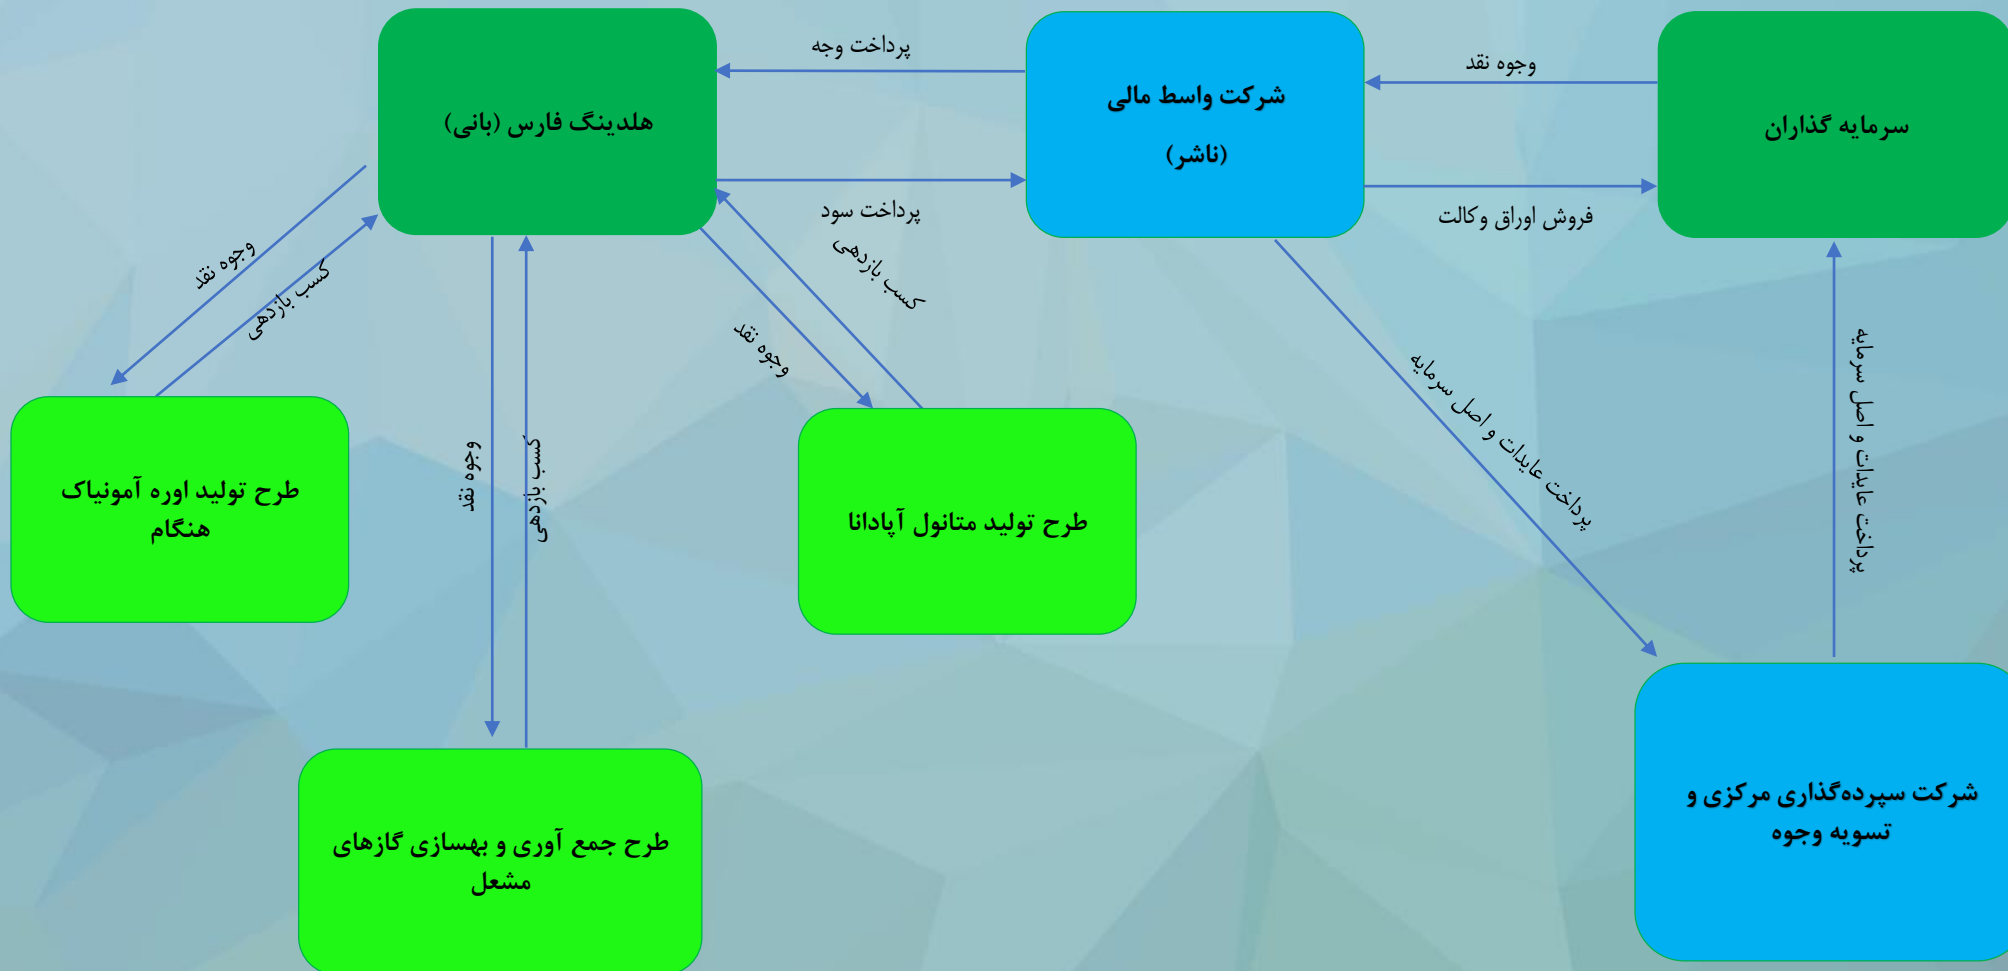 سرمایه گذاران
وجوه نقد
شرکت واسط مالی
(ناشر)
پرداخت وجه
هلدینگ فارس (بانی)
فروش اوراق وکالت
پرداخت سود
کسب بازدهی
وجوه نقد
وجوه نقد
کسب بازدهی
وجوه نقد
کسب بازدهی
پرداخت عایدات و اصل سرمایه
پرداخت عایدات و اصل سرمایه
طرح تولید متانول آپادانا
طرح تولید اوره آمونیاک
هنگام
شرکت سپرده‌گذاری مرکزی و
تسویه وجوه
طرح جمع آوری و بهسازی گازهای
مشعل